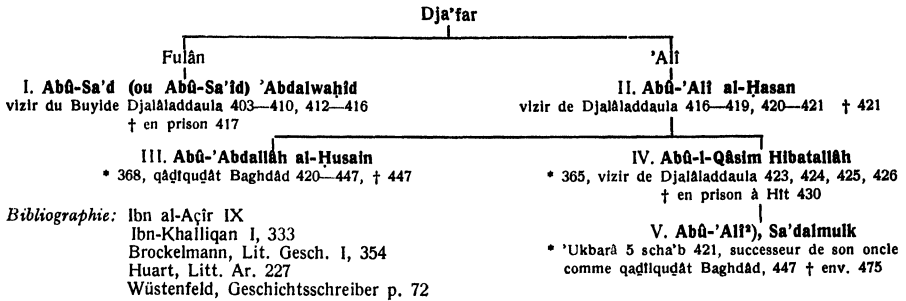 Dja'far
Fulân
'Alî
I. Abû-Sa'd (ou Abû-Sa'îd) 'Abdalwaḥîd
vizir du Buyide Djalâladdaula 403—410, 412—416
† en prison 417
II. Abû-'Alî al-Ḥasan
vizir de Djalâladdaula 416—419, 420—421 † 421
III. Abû-'Abdallâh al-Ḥusain
* 368, qâḍîquḍât Baghdâd 420—447, † 447
IV. Abû-l-Qâsim Hibatallâh
* 365, vizir de Djalâladdaula 423, 424, 425, 426
† en prison à Hît 430
V. Abû-'Alî²), Sa'dalmulk
* 'Ukbarâ 5 scha'b 421, successeur de son oncle
comme qaḍîlquḍât Baghdâd, 447 † env. 475
Bibliographie: Ibn al-Açîr IX
Ibn-Khalliqan I, 333
Brockelmann, Lit. Gesch. I, 354
Huart, Litt. Ar. 227
Wüstenfeld, Geschichtsschreiber p. 72